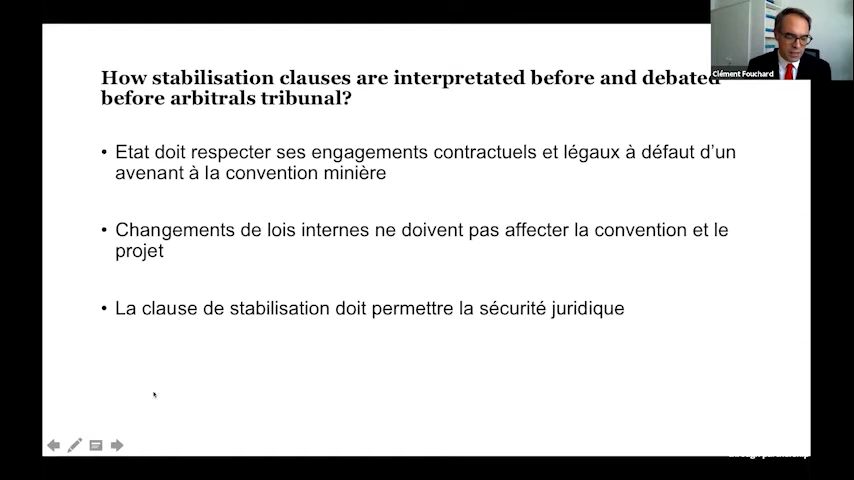 Clément Fouchard
How stabilisation clauses are interpretated before and debated
before arbitrals tribunal?
• Etat doit respecter ses engagements contractuels et légaux à défaut d'un
avenant à la convention minière
• Changements de lois internes ne doivent pas affecter la convention et le
projet
• La clause de stabilisation doit permettre la sécurité juridique